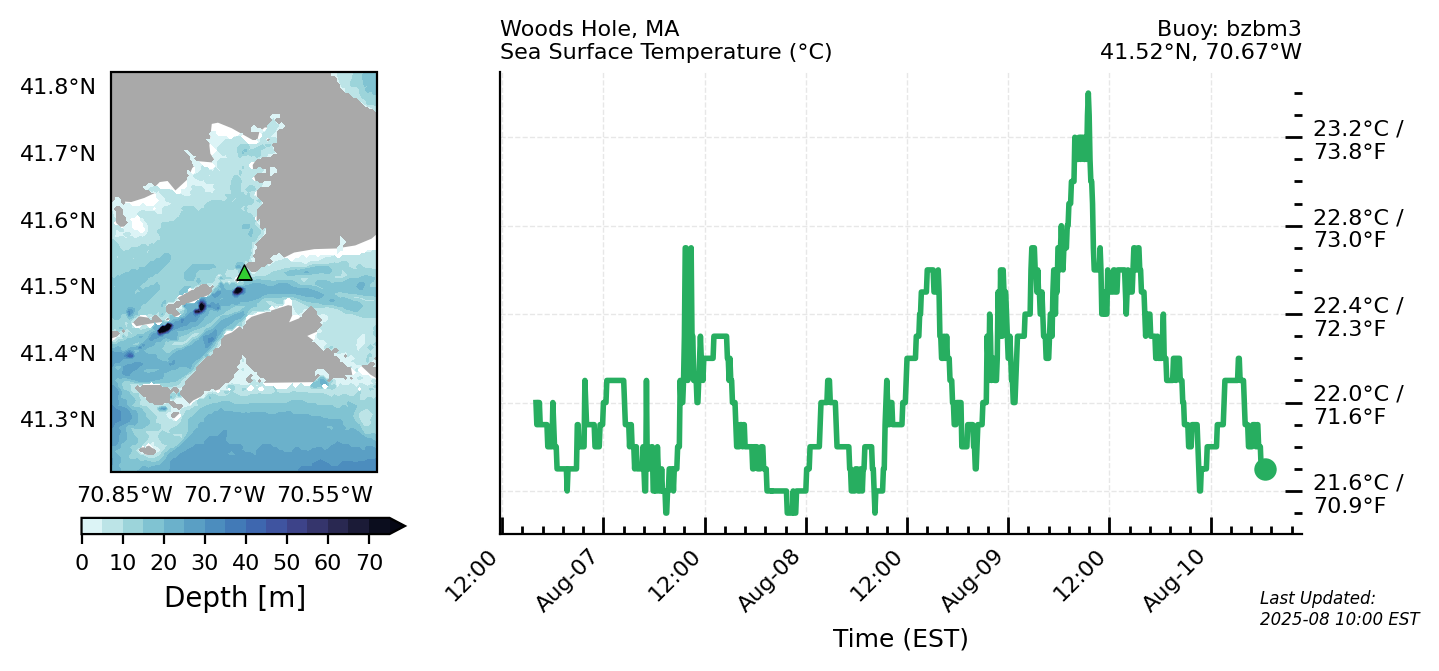 Woods Hole, MA
Sea Surface Temperature (°C)
Buoy: bzbm3
41.52°N, 70.67°W
41.8°N
41.7°N
41.6°N
41.5°N
41.4°N
41.3°N
70.85°W 70.7°W 70.55°W
0 10 20 30 40 50 60 70
Depth [m]
23.2°C /
73.8°F
22.8°C /
73.0°F
22.4°C /
72.3°F
22.0°C /
71.6°F
21.6°C /
70.9°F
12:00 Aug-07 12:00 Aug-08 12:00 Aug-09 12:00 Aug-10
Time (EST)
Last Updated:
2025-08 10:00 EST